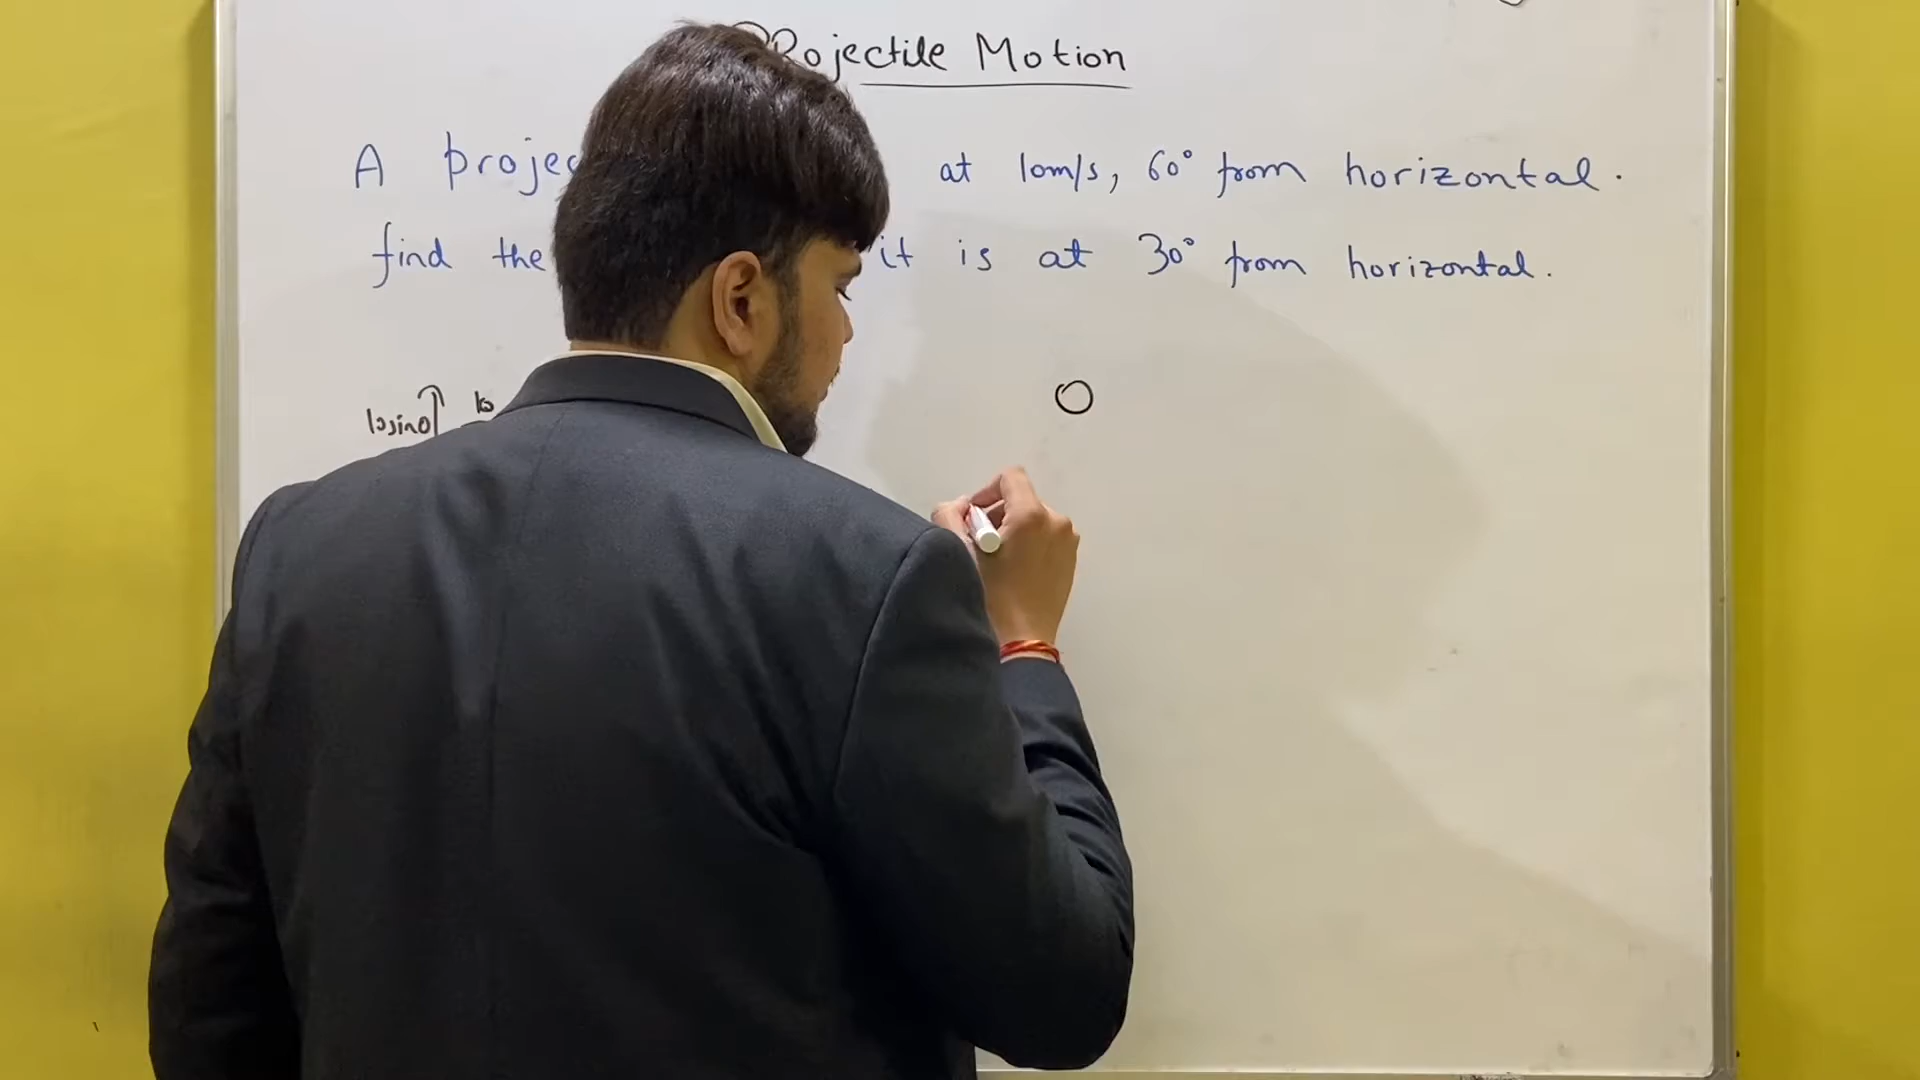 Projectile Motion
A projec at 10m/s, 60° from horizontal.
find the it is at 30° from horizontal.
10sinθ 10